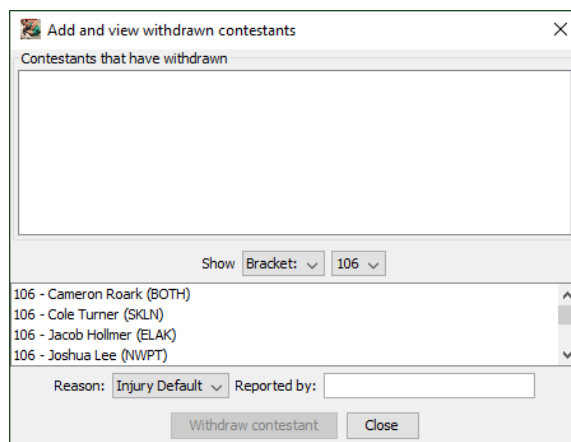 Add and view withdrawn contestants
Contestants that have withdrawn
Show Bracket: 106
106 - Cameron Roark (BOTH)
106 - Cole Turner (SKLN)
106 - Jacob Hollmer (ELAK)
106 - Joshua Lee (NWPT)
Reason: Injury Default Reported by:
Withdraw contestant Close